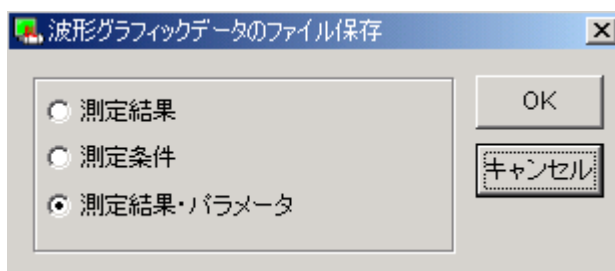 波形グラフィックデータのファイル保存
測定結果
測定条件
測定結果・パラメータ
OK
キャンセル